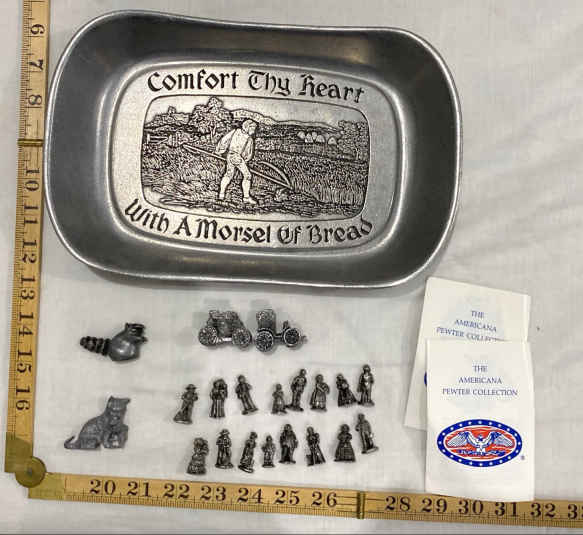 Comfort Thy Heart
With A Morsel Of Bread
THE
AMERICANA
PEWTER COLLECTION
THE
AMERICANA
PEWTER COLLECTION
®
6
7
8
10
11
12
13
14
15
16
20 21 22 23 24 25 26 28 29 30 31 32 33